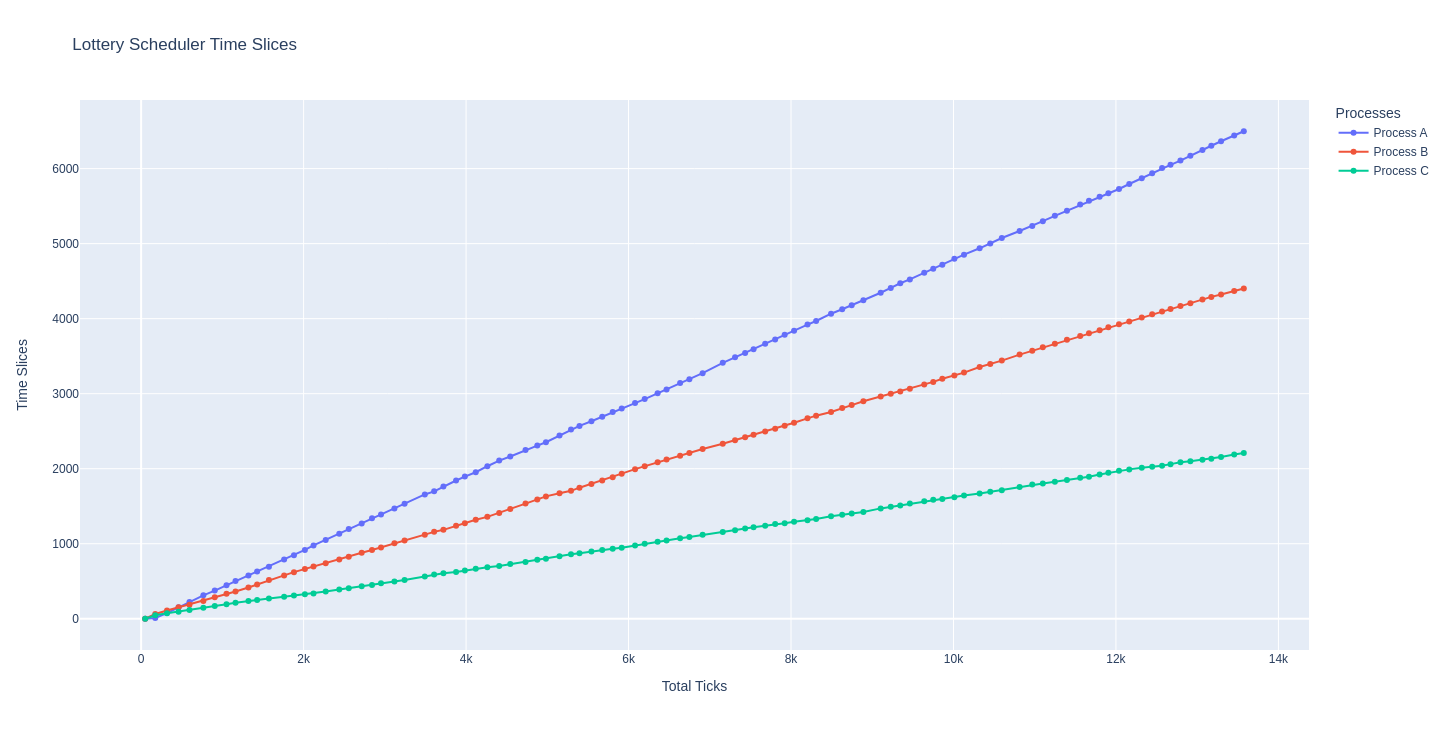 Lottery Scheduler Time Slices
Processes
Process A
Process B
Process C
Time Slices
6000
5000
4000
3000
2000
1000
0
0 2k 4k 6k 8k 10k 12k 14k
Total Ticks